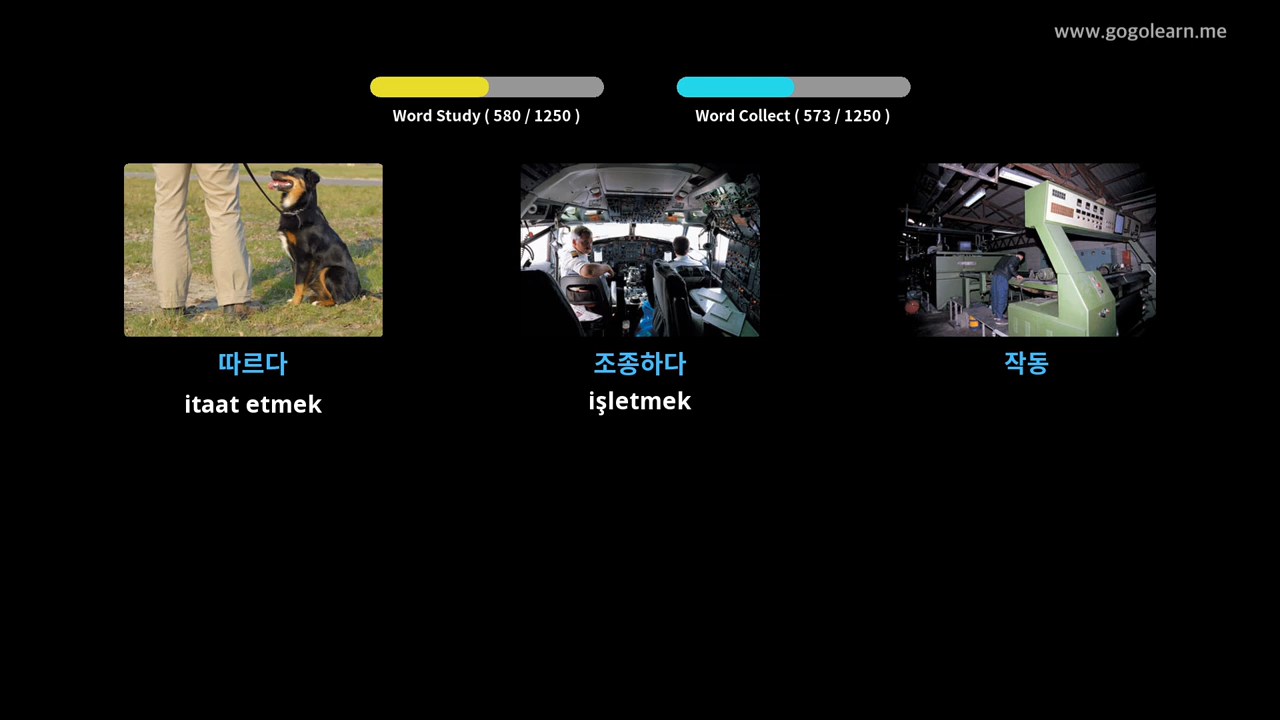 www.gogolearn.me
Word Study ( 580 / 1250 )
Word Collect ( 573 / 1250 )
따르다
조종하다
작동
itaat etmek
işletmek